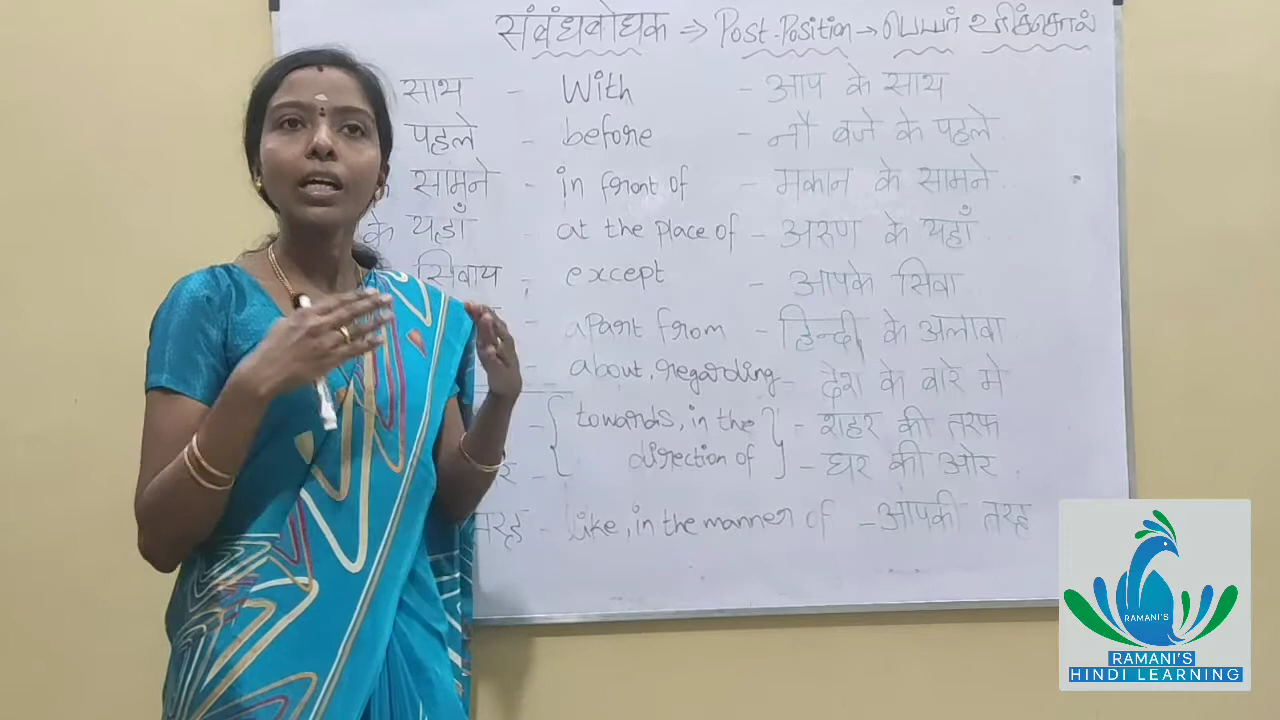 संबंधबोधक ⇒ Post-Position → பெயர்
साथ - With - आप के साथ
पहले - before - नौ बजे के पहले
सामने - in front of - मकान के सामने
के यहाँ - at the place of - अरुण के यहाँ
सिवाय - except - आपके सिवा
- apart from - हिन्दी के अलावा
- about, regarding - देश के बारे मे
- { towards, in the } - शहर की तरफ
- { direction of } - घर की ओर
- like, in the manner of - आपकी तरह
RAMANI'S
RAMANI'S
HINDI LEARNING